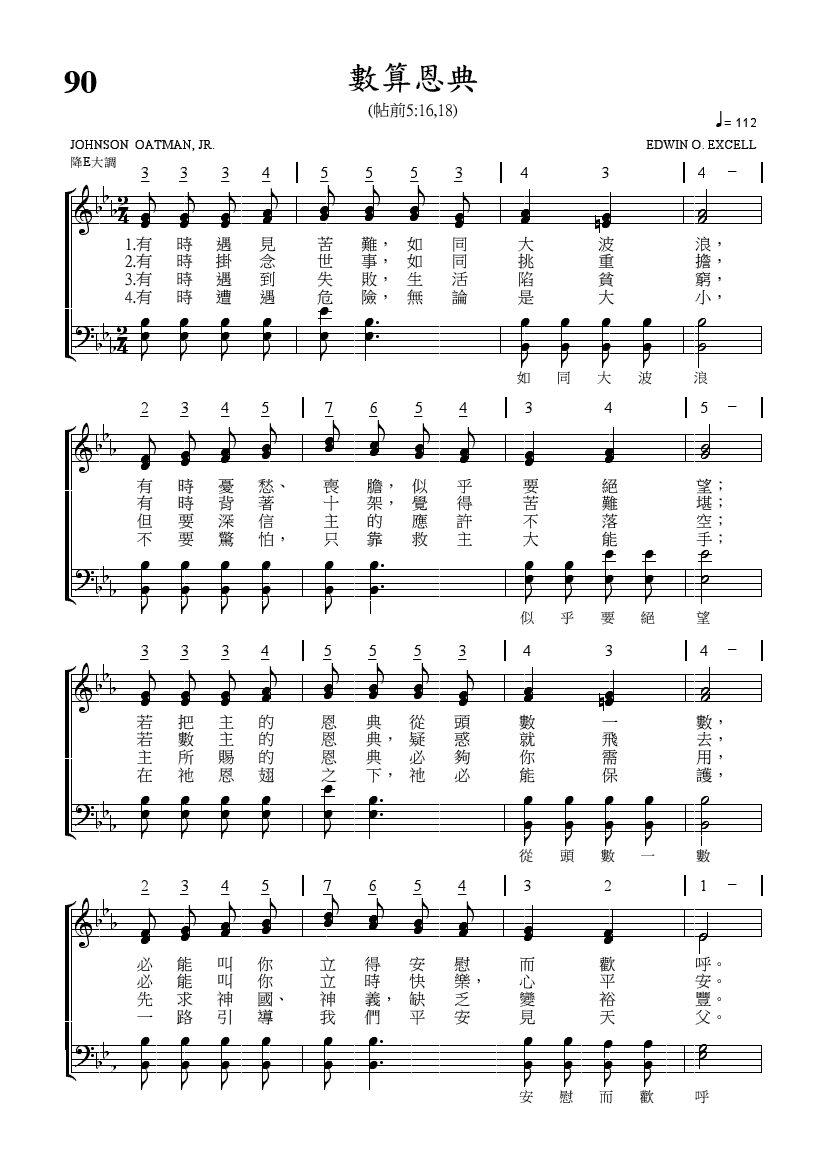 90
數算恩典
(帖前5:16,18)
♩= 112
JOHNSON OATMAN, JR.
EDWIN O. EXCELL
降E大調
3 3 3 4 | 5 5 5 3 | 4 3 | 4 – |
1.有時遇見苦難，如同大波浪，
2.有時掛念世事，如同挑重擔，
3.有時遇到失敗，生活陷貧窮，
4.有時遭遇危險，無論是大小，
如同大波浪
2 3 4 5 | 7 6 5 4 | 3 4 | 5 – |
有時憂愁、喪膽，似乎要絕望；
有時背著十架，覺得苦難堪；
但要深信主的應許不落空；
不要驚怕，只靠救主大能手；
似乎要絕望
3 3 3 4 | 5 5 5 3 | 4 3 | 4 – |
若把主的恩典從頭數一數，
若數主的恩典，疑惑就飛去，
主所賜的恩典必夠你需用，
在祂恩翅之下，祂必能保護，
從頭數一數
2 3 4 5 | 7 6 5 4 | 3 2 | 1 – |
必能叫你立得安慰而歡呼。
必能叫你立時快樂，心平安。
先求神國、神義，缺乏變裕豐。
一路引導我們平安見天父。
安慰而歡呼